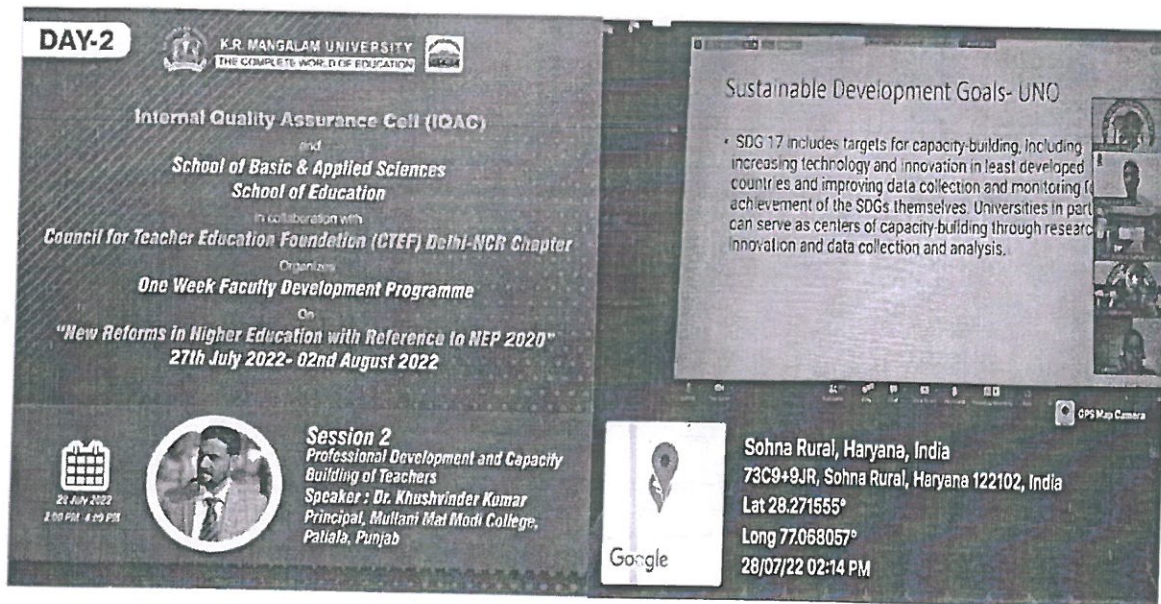 DAY-2
K.R. MANGALAM UNIVERSITY
THE COMPLETE WORLD OF EDUCATION
Internal Quality Assurance Cell (IQAC)
and
School of Basic & Applied Sciences
School of Education
In collaboration with
Council for Teacher Education Foundation (CTEF) Delhi-NCR Chapter
Organizes
One Week Faculty Development Programme
On
"New Reforms in Higher Education with Reference to NEP 2020"
27th July 2022- 02nd August 2022
28 July 2022
Session 2
Professional Development and Capacity
Building of Teachers
Speaker : Dr. Khushvinder Kumar
Principal, Multani Mal Modi College,
Patiala, Punjab
Sustainable Development Goals- UNO
• SDG 17 includes targets for capacity-building, including
increasing technology and innovation in least developed
countries and improving data collection and monitoring f
achievement of the SDGs themselves. Universities in part
can serve as centers of capacity-building through researc
innovation and data collection and analysis.
GPS Map Camera
Google
Sohna Rural, Haryana, India
73C9+9JR, Sohna Rural, Haryana 122102, India
Lat 28.271555°
Long 77.068057°
28/07/22 02:14 PM